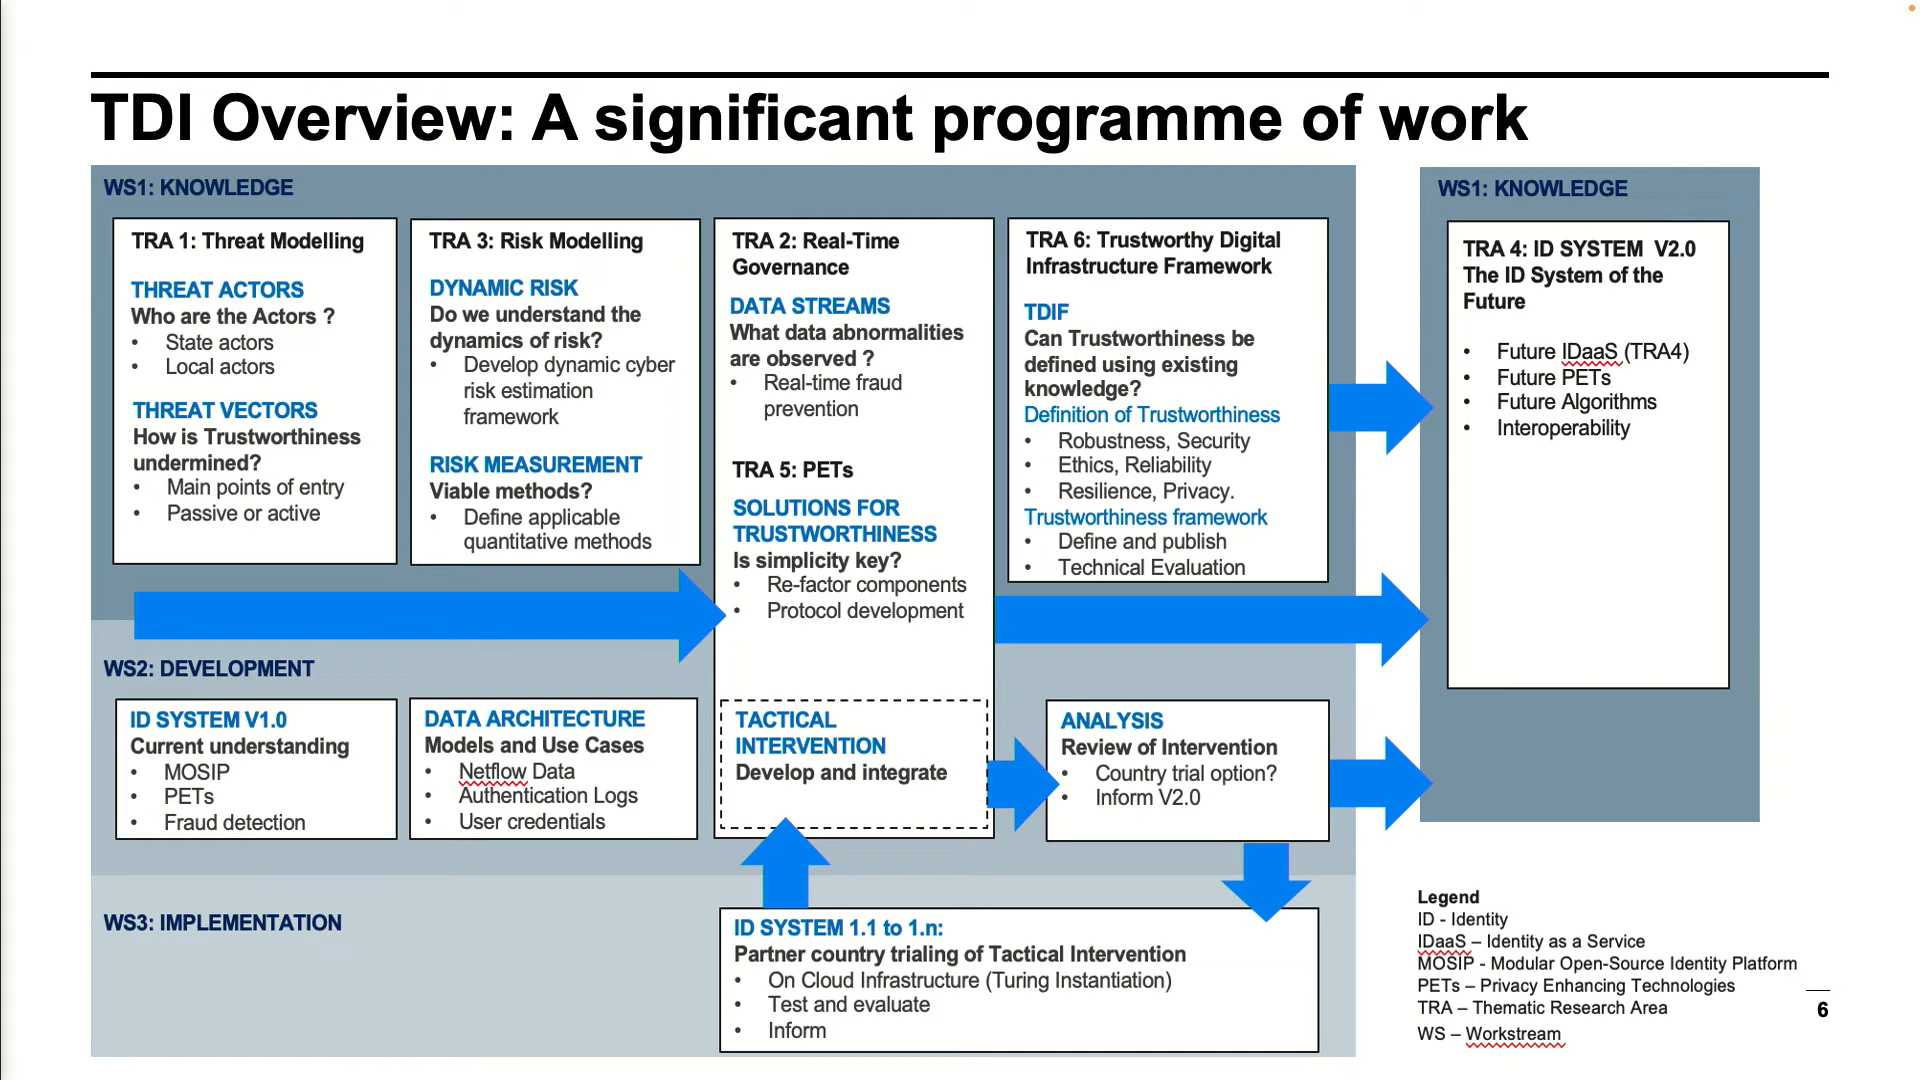 TDI Overview: A significant programme of work
WS1: KNOWLEDGE
TRA 1: Threat Modelling
THREAT ACTORS
Who are the Actors ?
• State actors
• Local actors
THREAT VECTORS
How is Trustworthiness
undermined?
• Main points of entry
• Passive or active
TRA 3: Risk Modelling
DYNAMIC RISK
Do we understand the
dynamics of risk?
• Develop dynamic cyber
risk estimation
framework
RISK MEASUREMENT
Viable methods?
• Define applicable
quantitative methods
TRA 2: Real-Time
Governance
DATA STREAMS
What data abnormalities
are observed ?
• Real-time fraud
prevention
TRA 5: PETs
SOLUTIONS FOR
TRUSTWORTHINESS
Is simplicity key?
• Re-factor components
• Protocol development
TRA 6: Trustworthy Digital
Infrastructure Framework
TDIF
Can Trustworthiness be
defined using existing
knowledge?
Definition of Trustworthiness
• Robustness, Security
• Ethics, Reliability
• Resilience, Privacy.
Trustworthiness framework
• Define and publish
• Technical Evaluation
WS1: KNOWLEDGE
TRA 4: ID SYSTEM V2.0
The ID System of the
Future
• Future IDaaS (TRA4)
• Future PETs
• Future Algorithms
• Interoperability
WS2: DEVELOPMENT
ID SYSTEM V1.0
Current understanding
• MOSIP
• PETs
• Fraud detection
DATA ARCHITECTURE
Models and Use Cases
• Netflow Data
• Authentication Logs
• User credentials
TACTICAL
INTERVENTION
Develop and integrate
ANALYSIS
Review of Intervention
• Country trial option?
• Inform V2.0
WS3: IMPLEMENTATION
ID SYSTEM 1.1 to 1.n:
Partner country trialing of Tactical Intervention
• On Cloud Infrastructure (Turing Instantiation)
• Test and evaluate
• Inform
Legend
ID - Identity
IDaaS – Identity as a Service
MOSIP - Modular Open-Source Identity Platform
PETs – Privacy Enhancing Technologies
TRA – Thematic Research Area
WS – Workstream
6